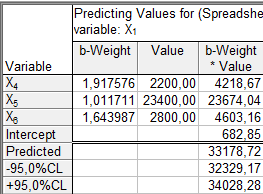 Predicting Values for (Spreadshe
variable: X₁
b-Weight Value b-Weight
Variable * Value
X₄ 1,917576 2200,00 4218,67
X₅ 1,011711 23400,00 23674,04
X₆ 1,643987 2800,00 4603,16
Intercept 682,85
Predicted 33178,72
-95,0%CL 32329,17
+95,0%CL 34028,28